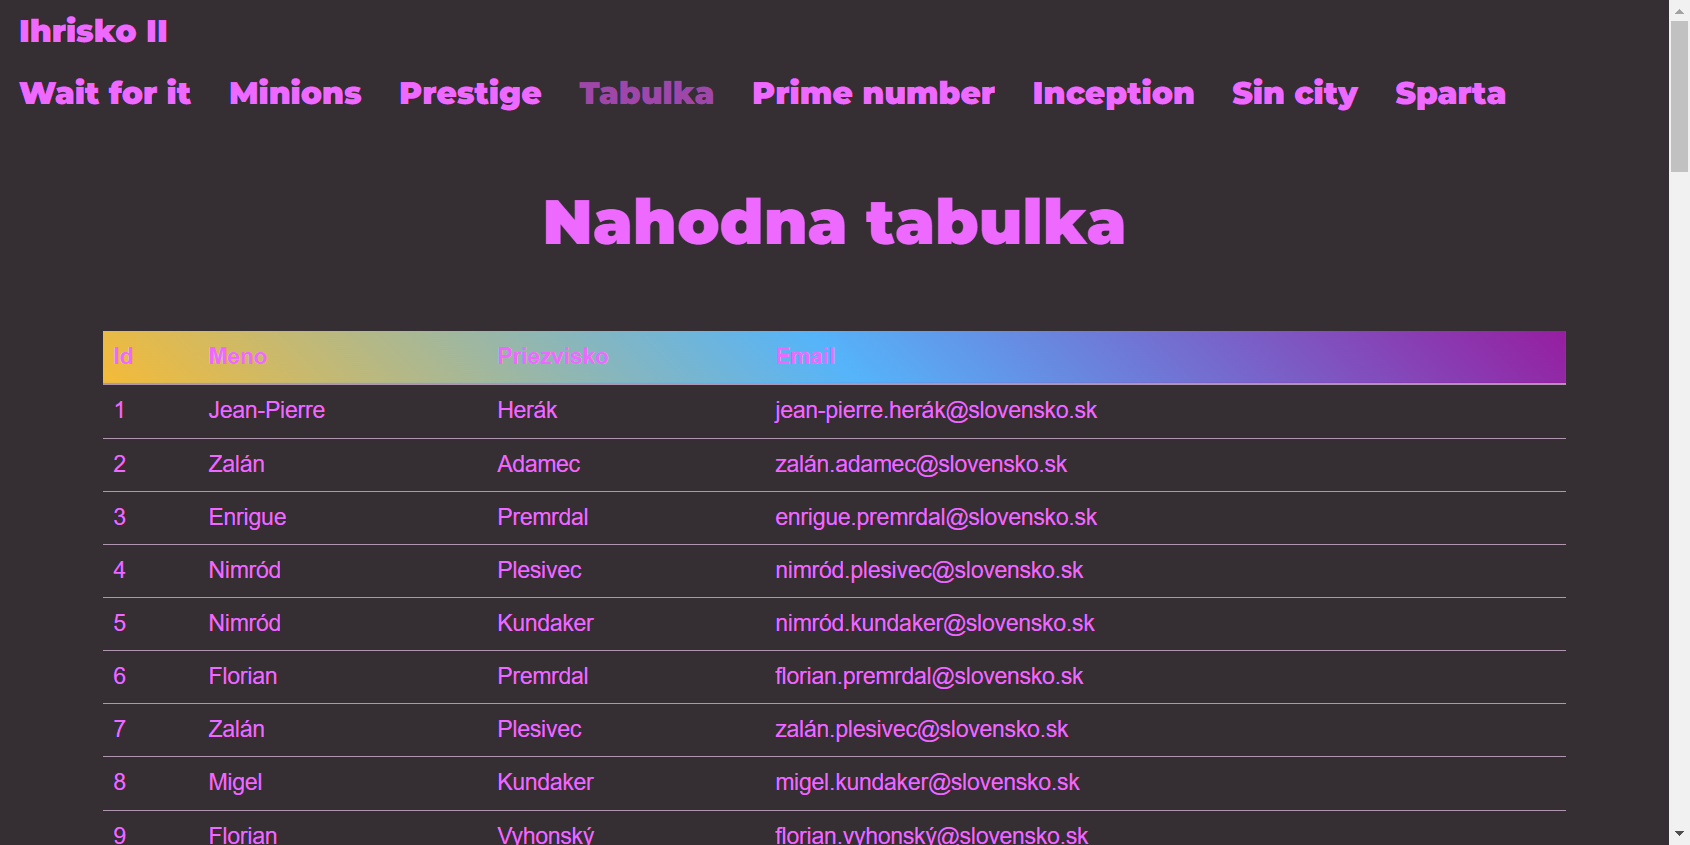 Ihrisko II
Wait for it Minions Prestige Tabulka Prime number Inception Sin city Sparta
Nahodna tabulka
Id Meno Priezvisko Email
1 Jean-Pierre Herák jean-pierre.herák@slovensko.sk
2 Zalán Adamec zalán.adamec@slovensko.sk
3 Enrigue Premrdal enrigue.premrdal@slovensko.sk
4 Nimród Plesivec nimród.plesivec@slovensko.sk
5 Nimród Kundaker nimród.kundaker@slovensko.sk
6 Florian Premrdal florian.premrdal@slovensko.sk
7 Zalán Plesivec zalán.plesivec@slovensko.sk
8 Migel Kundaker migel.kundaker@slovensko.sk
9 Florian Vyhonský florian.vyhonský@slovensko.sk